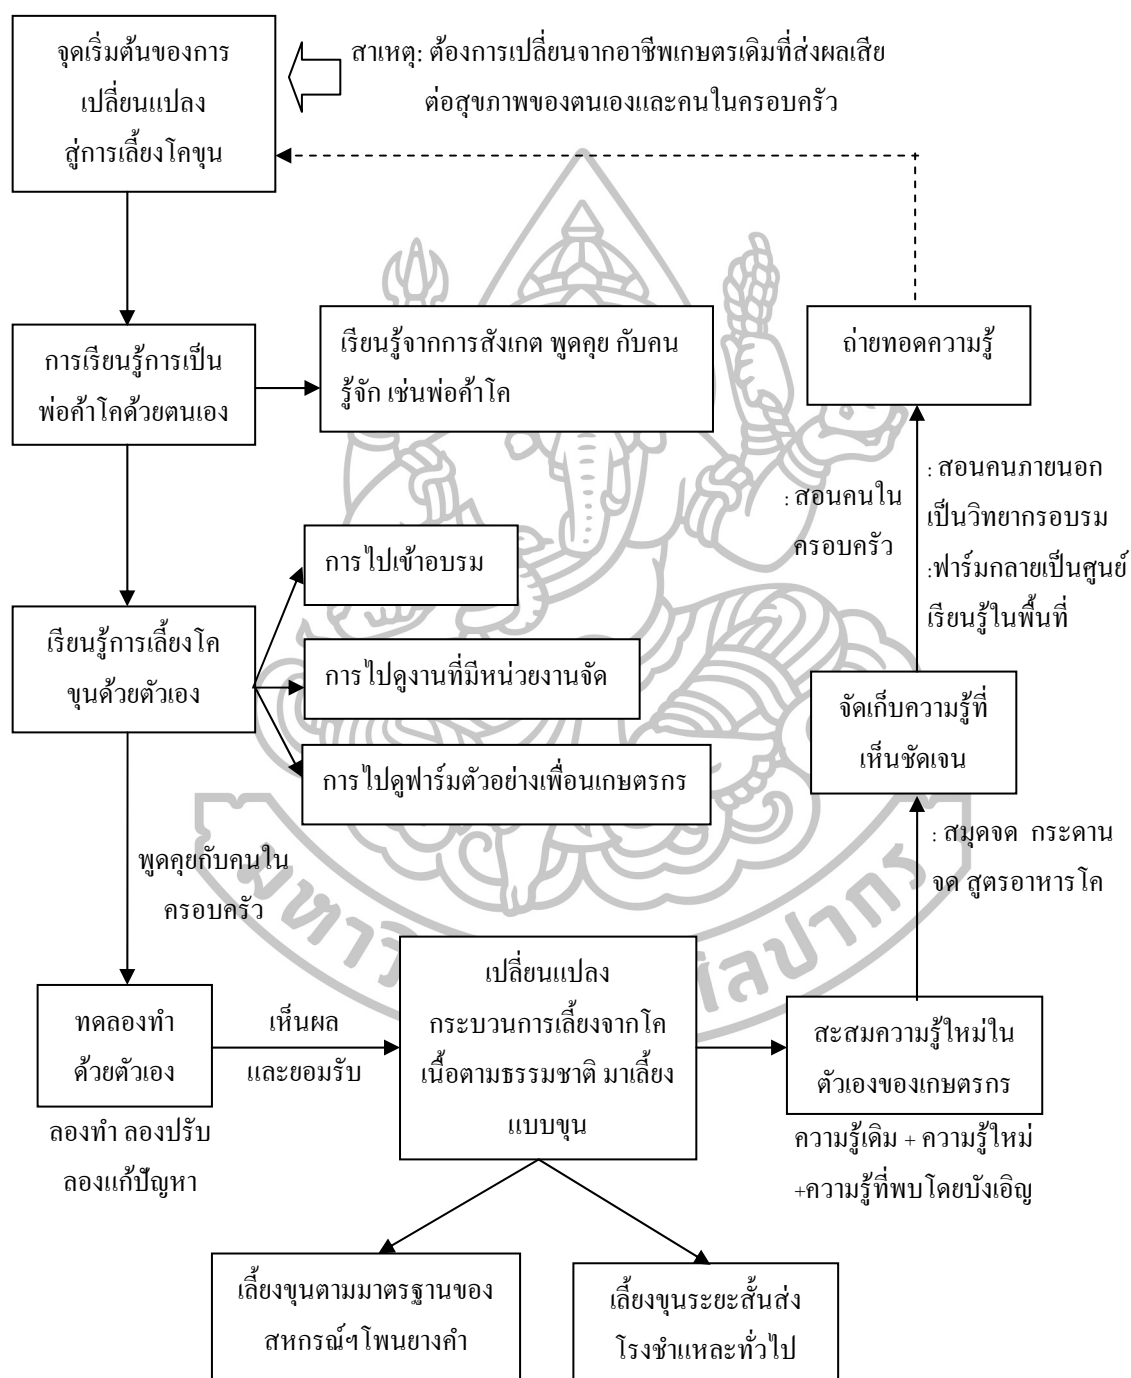 จุดเริ่มต้นของการ
เปลี่ยนแปลง
สู่การเลี้ยงโคขุน
สาเหตุ: ต้องการเปลี่ยนจากอาชีพเกษตรเดิมที่ส่งผลเสีย
ต่อสุขภาพของตนเองและคนในครอบครัว
การเรียนรู้การเป็น
พ่อค้าโคด้วยตนเอง
เรียนรู้จากการสังเกต พูดคุย กับคน
รู้จัก เช่นพ่อค้าโค
ถ่ายทอดความรู้
: สอนคนใน
ครอบครัว
: สอนคนภายนอก
เป็นวิทยากรอบรม
:ฟาร์มกลายเป็นศูนย์
เรียนรู้ในพื้นที่
การไปเข้าอบรม
เรียนรู้การเลี้ยงโค
ขุนด้วยตัวเอง
การไปดูงานที่มีหน่วยงานจัด
การไปดูฟาร์มตัวอย่างเพื่อนเกษตรกร
จัดเก็บความรู้ที่
เห็นชัดเจน
: สมุดจด กระดาน
จด สูตรอาหารโค
พูดคุยกับคนใน
ครอบครัว
ทดลองทำ
ด้วยตัวเอง
ลองทำ ลองปรับ
ลองแก้ปัญหา
เห็นผล
และยอมรับ
เปลี่ยนแปลง
กระบวนการเลี้ยงจากโค
เนื้อตามธรรมชาติ มาเลี้ยง
แบบขุน
สะสมความรู้ใหม่ใน
ตัวเองของเกษตรกร
ความรู้เดิม + ความรู้ใหม่
+ความรู้ที่พบโดยบังเอิญ
เลี้ยงขุนตามมาตรฐานของ
สหกรณ์ฯโพนยางคำ
เลี้ยงขุนระยะสั้นส่ง
โรงชำแหละทั่วไป